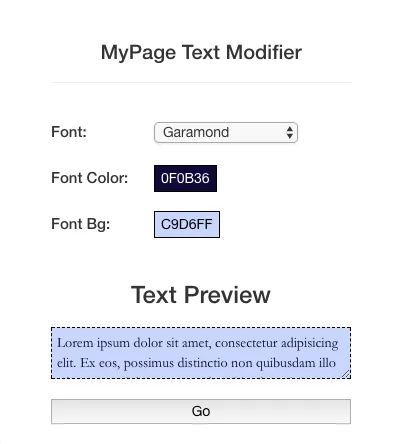 MyPage Text Modifier
Font: Garamond
Font Color: 0F0B36
Font Bg: C9D6FF
Text Preview
Lorem ipsum dolor sit amet, consectetur adipisicing
elit. Ex eos, possimus distinctio non quibusdam illo
Go